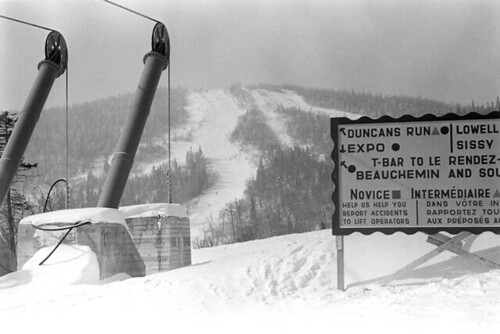 DUNCANS RUN
EXPO
T-BAR TO LE RENDEZ-
BEAUCHEMIN AND SOU
LOWELL
SISSY
NOVICE INTERMÉDIAIRE
HELP US HELP YOU
REPORT ACCIDENTS
TO LIFT OPERATORS
DANS VÔTRE IN
RAPPORTEZ TOU
AUX PRÉPOSÉS